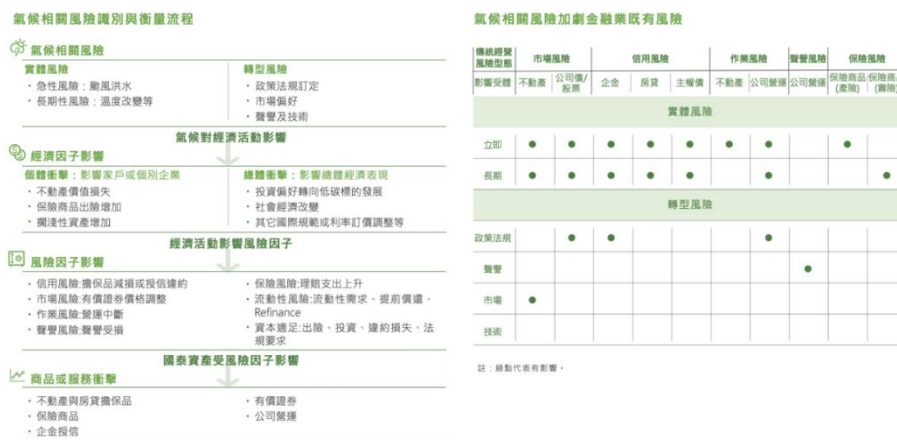 氣候相關風險識別與衡量流程
氣候相關風險
實體風險
・急性風險：颱風洪水
・長期性風險：溫度改變等
轉型風險
・政策法規訂定
・市場偏好
・聲譽及技術
氣候對經濟活動影響
經濟因子影響
個體衝擊：影響家戶或個別企業
・不動產價值損失
・保險商品出險增加
・擱淺性資產增加
總體衝擊：影響總體經濟表現
・投資偏好轉向低碳標的發展
・社會經濟改變
・其它國際規範或利率訂價調整等
經濟活動影響風險因子
風險因子影響
・信用風險:擔保品減損或授信違約
・市場風險:有價證券價格調整
・作業風險:營運中斷
・聲譽風險:聲譽受損
・保險風險:理賠支出上升
・流動性風險:流動性需求、提前償還、
Refinance
・資本適足:出險、投資、違約損失、法
規要求
國泰資產受風險因子影響
商品或服務衝擊
・不動產與房貸擔保品
・保險商品
・企金授信
・有價證券
・公司營運
氣候相關風險加劇金融業既有風險
傳統經營
風險型態
市場風險 信用風險 作業風險 聲譽風險 保險風險
影響受體 不動產 公司債/
股票 企金 房貸 主權債 不動產 公司營運 公司營運 保險商品
(產險) 保險商品
(壽險)
實體風險
立即
長期
轉型風險
政策法規
聲譽
市場
技術
註：綠點代表有影響。